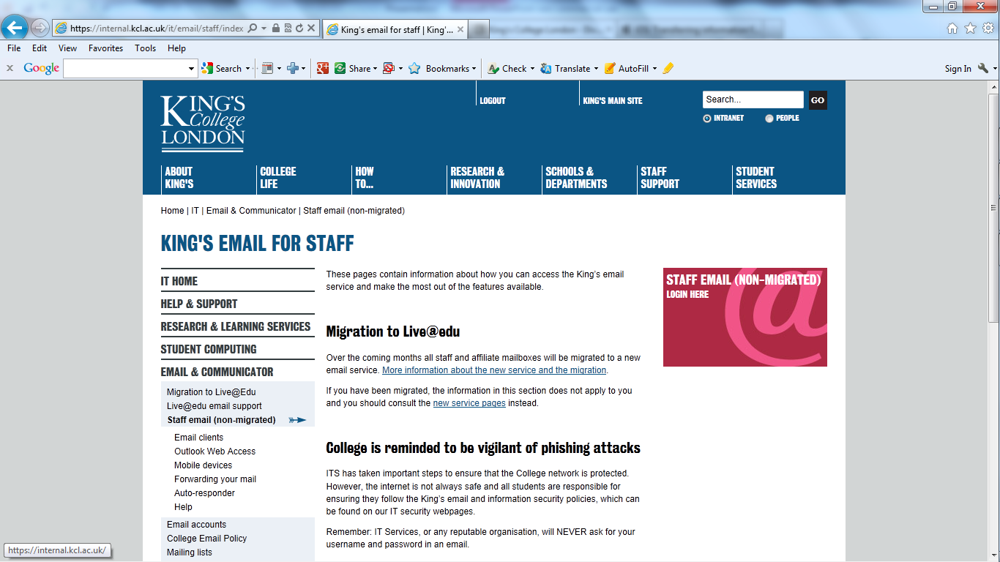 https://internal.kcl.ac.uk/it/email/staff/index
King's email for staff | King'...
File Edit View Favorites Tools Help
x Google Search Share Bookmarks Check Translate AutoFill Sign In
KING'S
College
LONDON
LOGOUT
KING'S MAIN SITE
Search...
GO
INTRANET
PEOPLE
ABOUT
KING'S
COLLEGE
LIFE
HOW
TO...
RESEARCH &
INNOVATION
SCHOOLS &
DEPARTMENTS
STAFF
SUPPORT
STUDENT
SERVICES
Home | IT | Email & Communicator | Staff email (non-migrated)
KING'S EMAIL FOR STAFF
IT HOME
HELP & SUPPORT
RESEARCH & LEARNING SERVICES
STUDENT COMPUTING
EMAIL & COMMUNICATOR
Migration to Live@Edu
Live@edu email support
Staff email (non-migrated)
Email clients
Outlook Web Access
Mobile devices
Forwarding your mail
Auto-responder
Help
Email accounts
College Email Policy
Mailing lists
These pages contain information about how you can access the King's email
service and make the most out of the features available.
Migration to Live@edu
Over the coming months all staff and affiliate mailboxes will be migrated to a new
email service. More information about the new service and the migration.
If you have been migrated, the information in this section does not apply to you
and you should consult the new service pages instead.
College is reminded to be vigilant of phishing attacks
ITS has taken important steps to ensure that the College network is protected.
However, the internet is not always safe and all students are responsible for
ensuring they follow the King's email and information security policies, which can
be found on our IT security webpages.
Remember: IT Services, or any reputable organisation, will NEVER ask for your
username and password in an email.
STAFF EMAIL (NON-MIGRATED)
LOGIN HERE
@
https://internal.kcl.ac.uk/